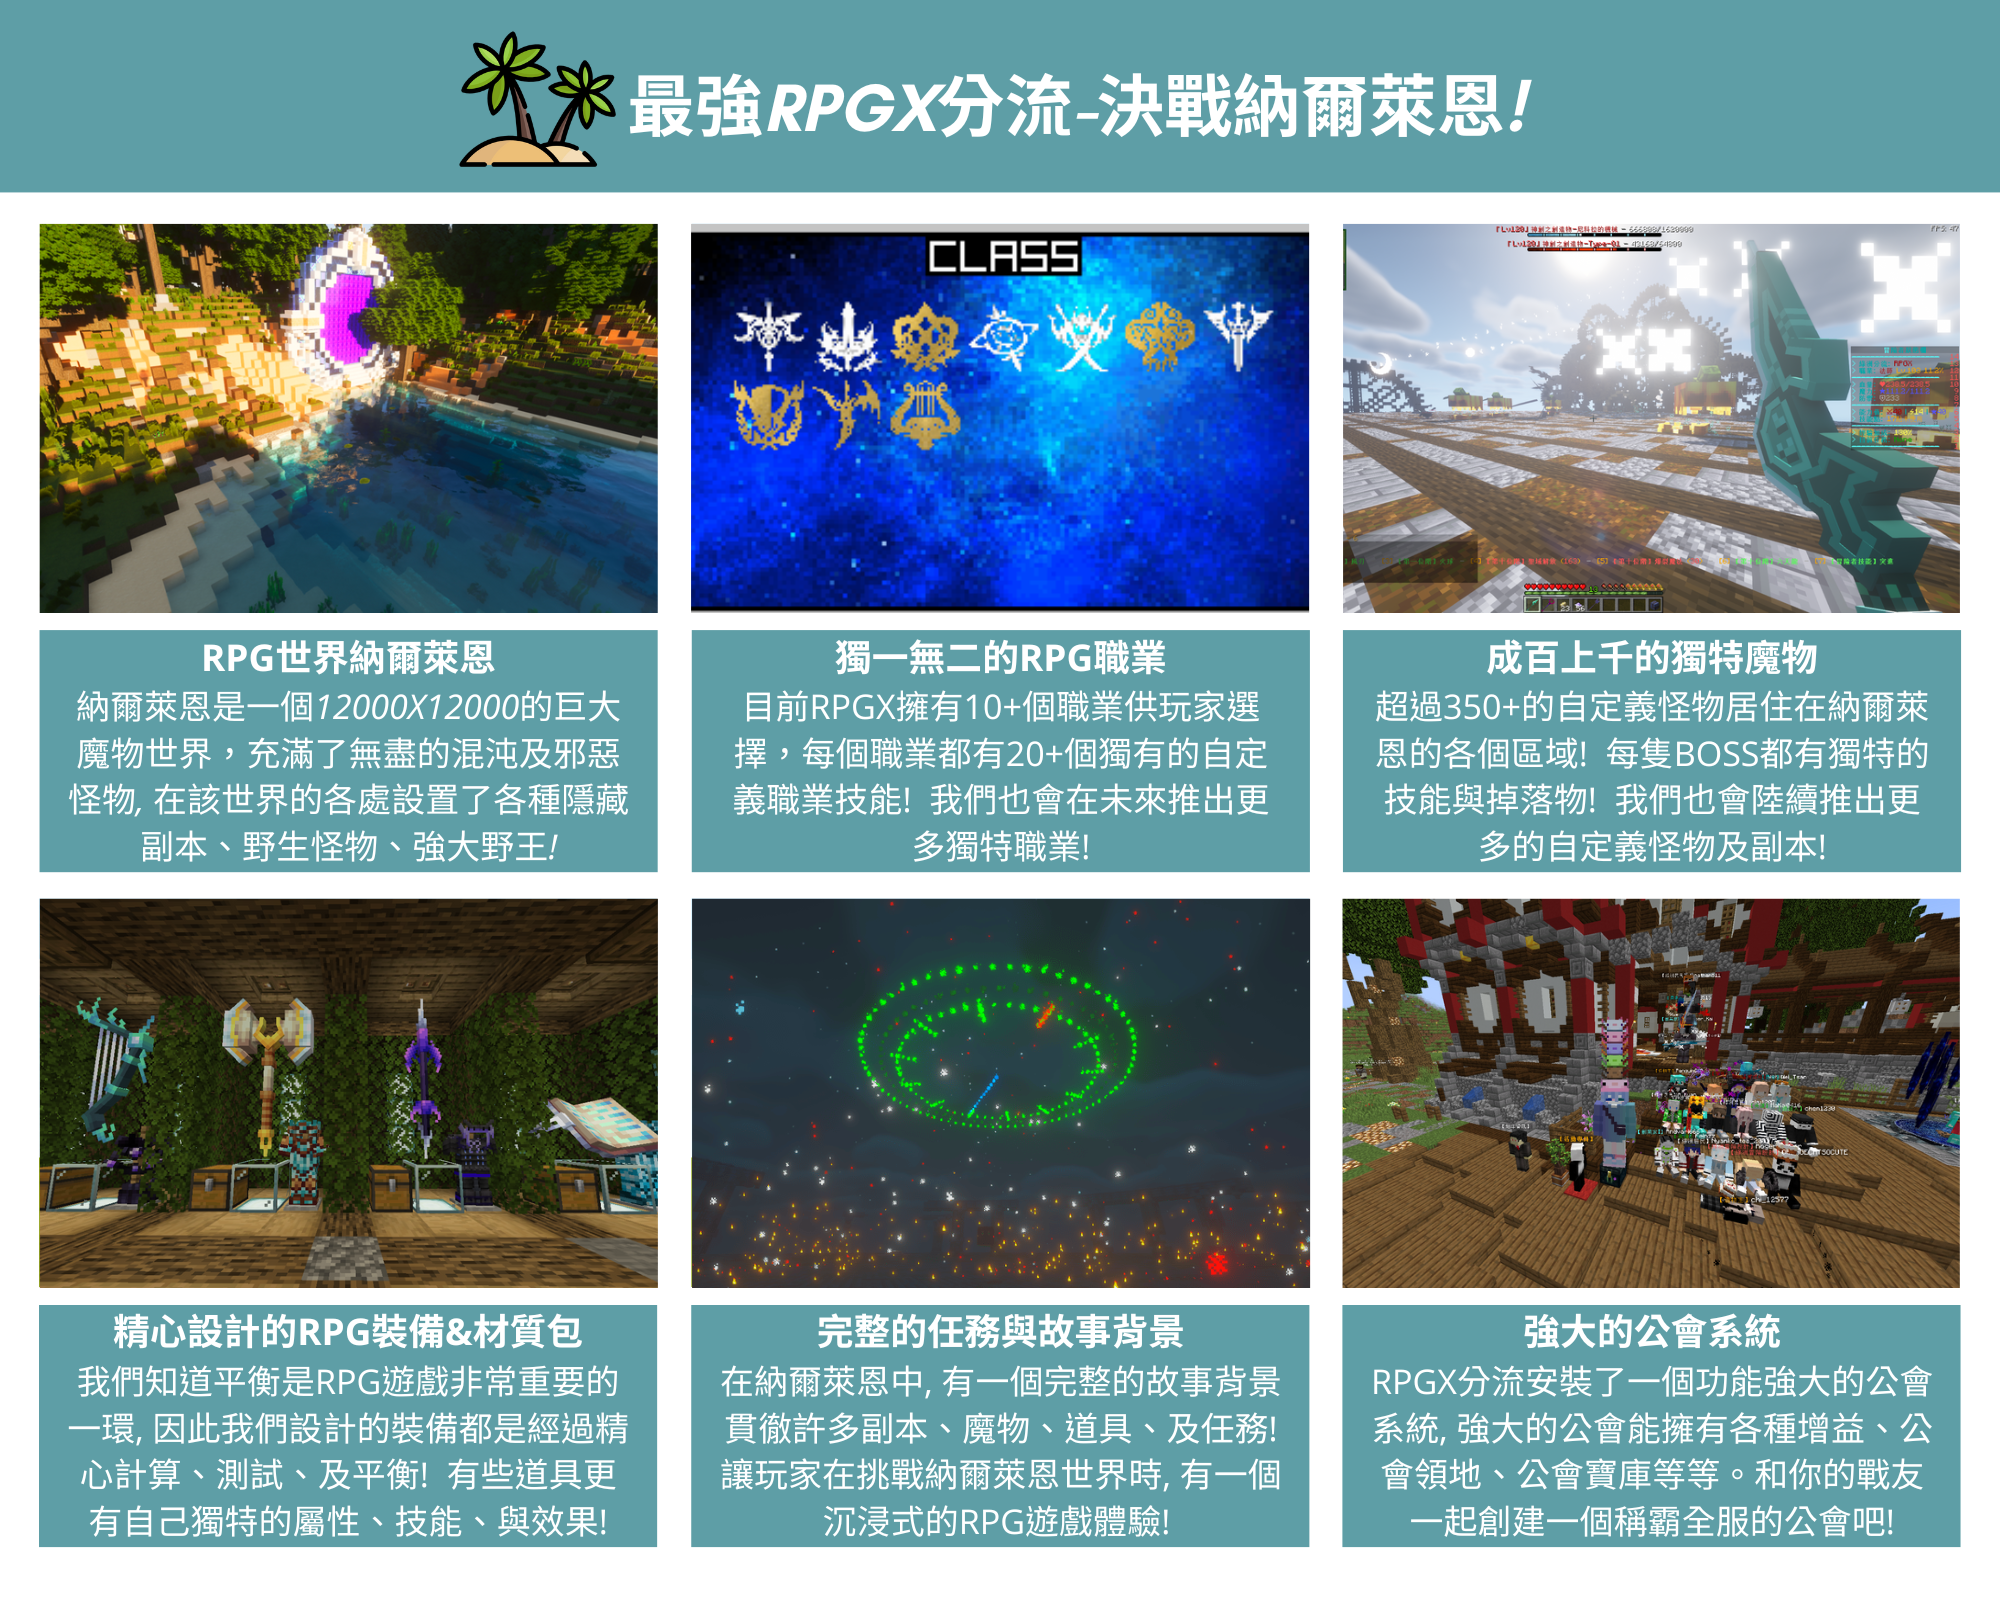 最強RPGX分流-決戰納爾萊恩!
CLASS
RPG世界納爾萊恩
納爾萊恩是一個12000X12000的巨大
魔物世界，充滿了無盡的混沌及邪惡
怪物, 在該世界的各處設置了各種隱藏
副本、野生怪物、強大野王!
獨一無二的RPG職業
目前RPGX擁有10+個職業供玩家選
擇，每個職業都有20+個獨有的自定
義職業技能! 我們也會在未來推出更
多獨特職業!
成百上千的獨特魔物
超過350+的自定義怪物居住在納爾萊
恩的各個區域! 每隻BOSS都有獨特的
技能與掉落物! 我們也會陸續推出更
多的自定義怪物及副本!
精心設計的RPG裝備&材質包
我們知道平衡是RPG遊戲非常重要的
一環, 因此我們設計的裝備都是經過精
心計算、測試、及平衡! 有些道具更
有自己獨特的屬性、技能、與效果!
完整的任務與故事背景
在納爾萊恩中, 有一個完整的故事背景
貫徹許多副本、魔物、道具、及任務!
讓玩家在挑戰納爾萊恩世界時, 有一個
沉浸式的RPG遊戲體驗!
強大的公會系統
RPGX分流安裝了一個功能強大的公會
系統, 強大的公會能擁有各種增益、公
會領地、公會寶庫等等。和你的戰友
一起創建一個稱霸全服的公會吧!